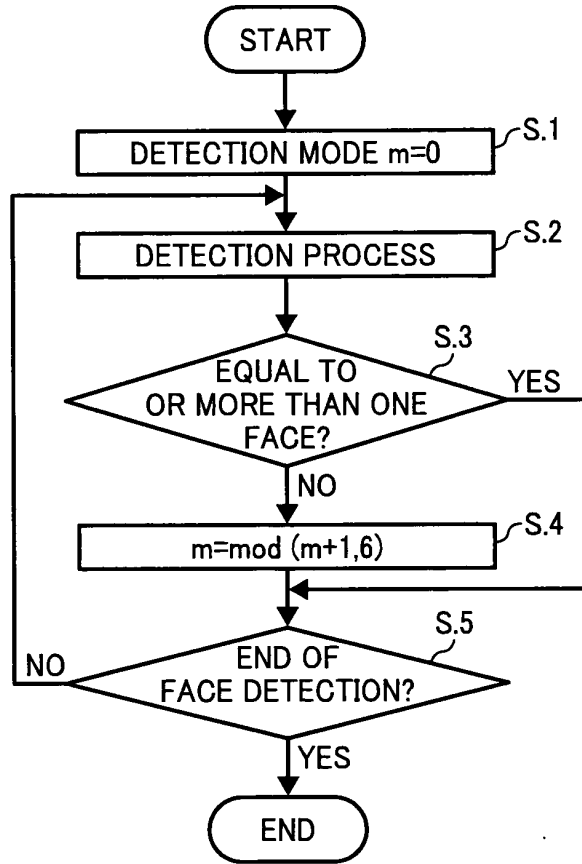 START
S.1
DETECTION MODE m=0
S.2
DETECTION PROCESS
S.3
EQUAL TO
OR MORE THAN ONE
FACE?
YES
NO
S.4
m=mod (m+1,6)
S.5
END OF
FACE DETECTION?
NO
YES
END